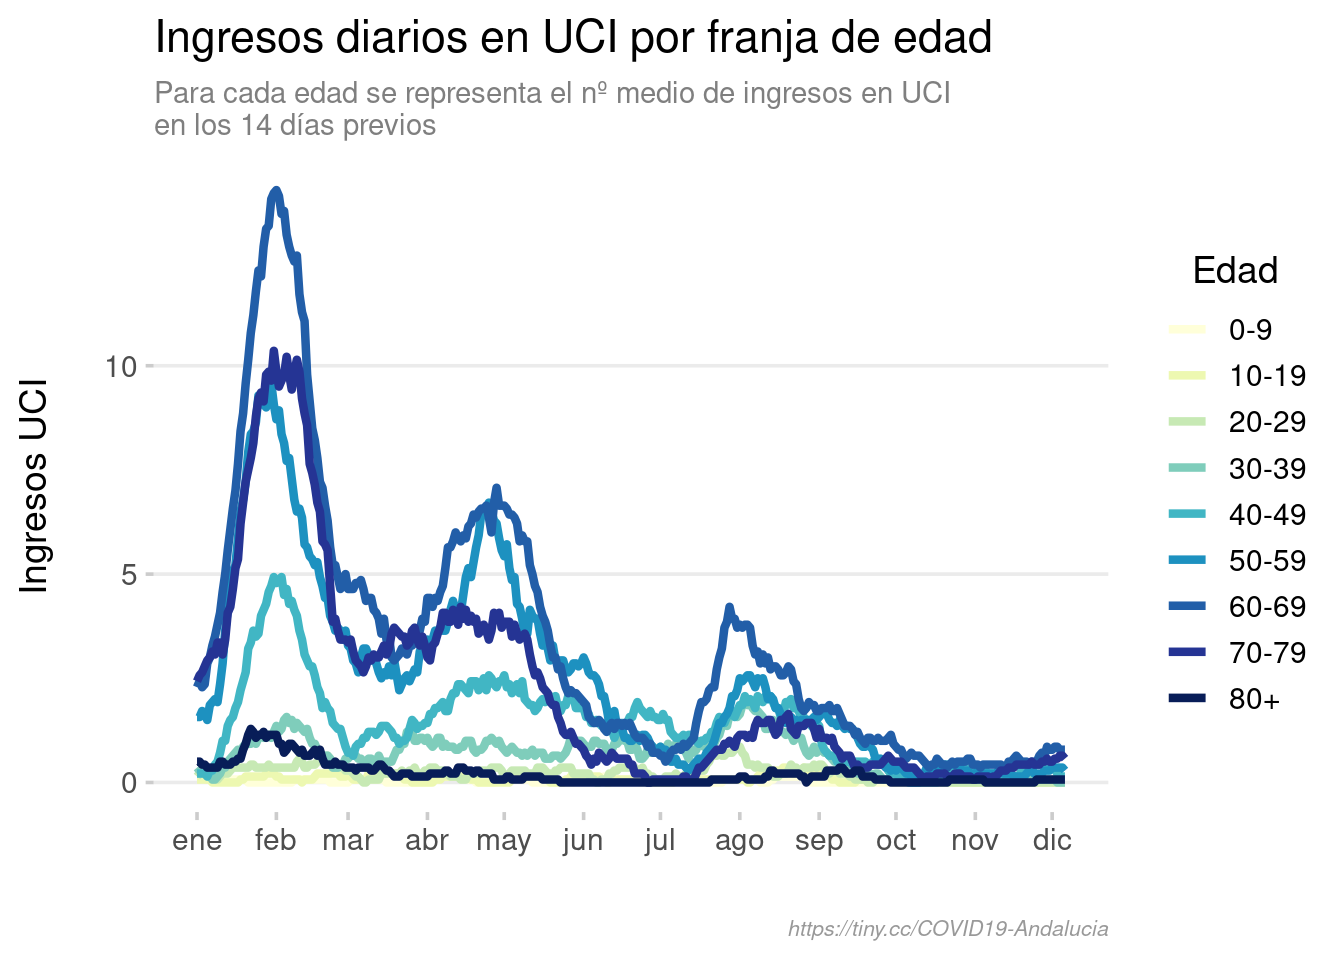 Ingresos diarios en UCI por franja de edad
Para cada edad se representa el nº medio de ingresos en UCI
en los 14 días previos
Ingresos UCI
10
5
0
ene feb mar abr may jun jul ago sep oct nov dic
Edad
0-9
10-19
20-29
30-39
40-49
50-59
60-69
70-79
80+
https://tiny.cc/COVID19-Andalucia